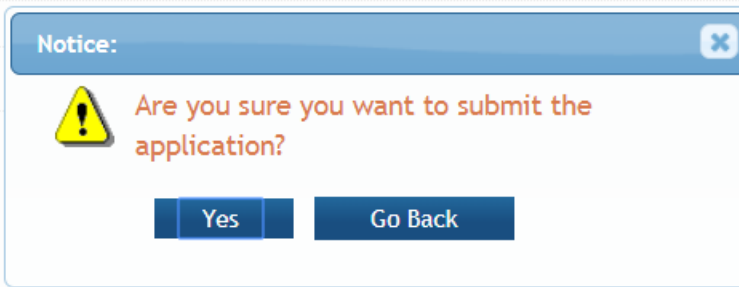 Notice:
Are you sure you want to submit the
application?
Yes
Go Back